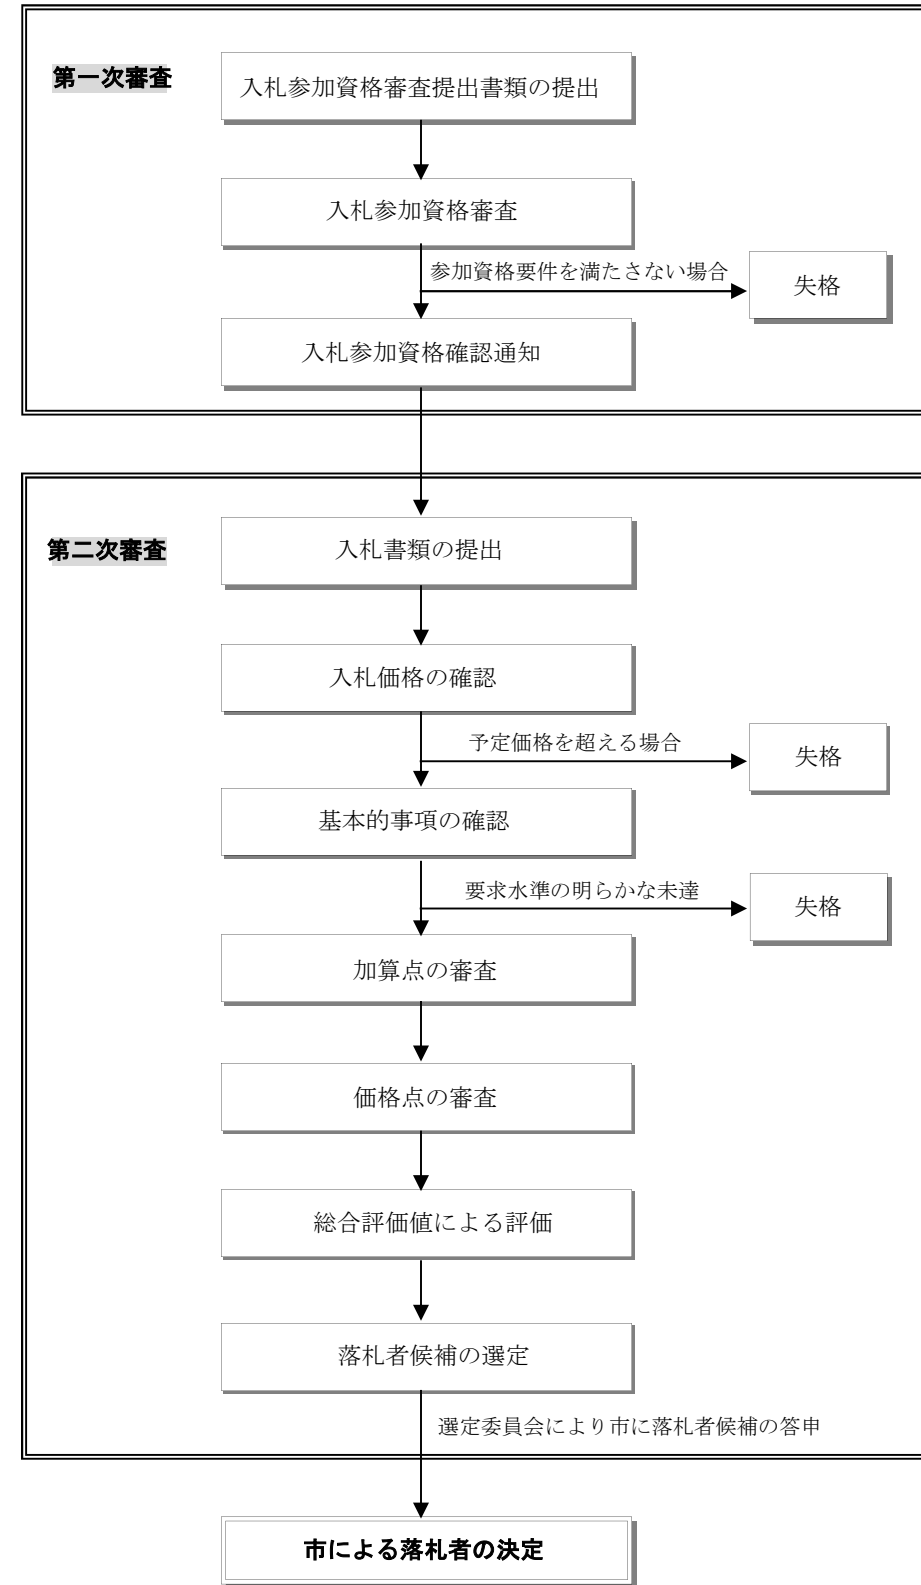 第一次審査
入札参加資格審査提出書類の提出
入札参加資格審査
参加資格要件を満たさない場合
失格
入札参加資格確認通知
第二次審査
入札書類の提出
入札価格の確認
予定価格を超える場合
失格
基本的事項の確認
要求水準の明らかな未達
失格
加算点の審査
価格点の審査
総合評価値による評価
落札者候補の選定
選定委員会により市に落札者候補の答申
市による落札者の決定